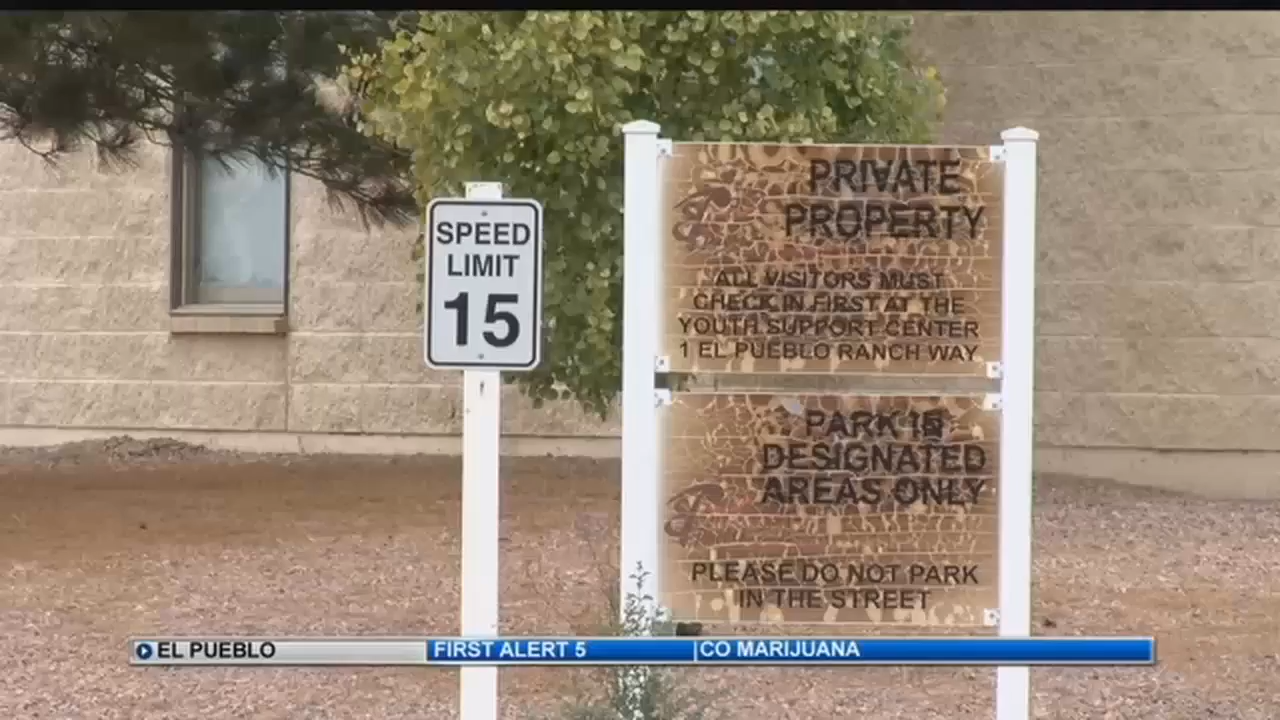 SPEED
LIMIT
15
PRIVATE
PROPERTY
ALL VISITORS MUST
CHECK IN FIRST AT THE
YOUTH SUPPORT CENTER
1 EL PUEBLO RANCH WAY
PARK IN
DESIGNATED
AREAS ONLY
PLEASE DO NOT PARK
IN THE STREET
EL PUEBLO FIRST ALERT 5 CO MARIJUANA